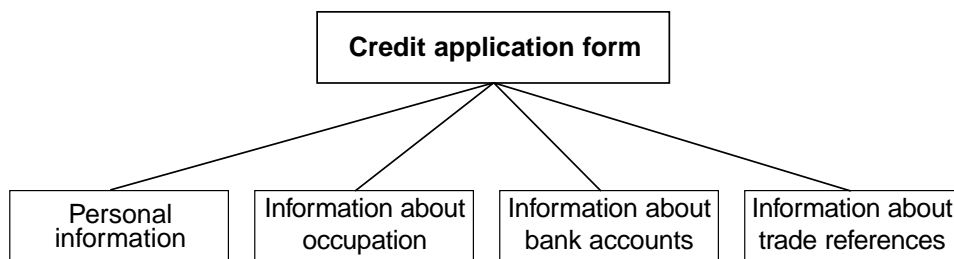 Credit application form
Personal
information
Information about
occupation
Information about
bank accounts
Information about
trade references